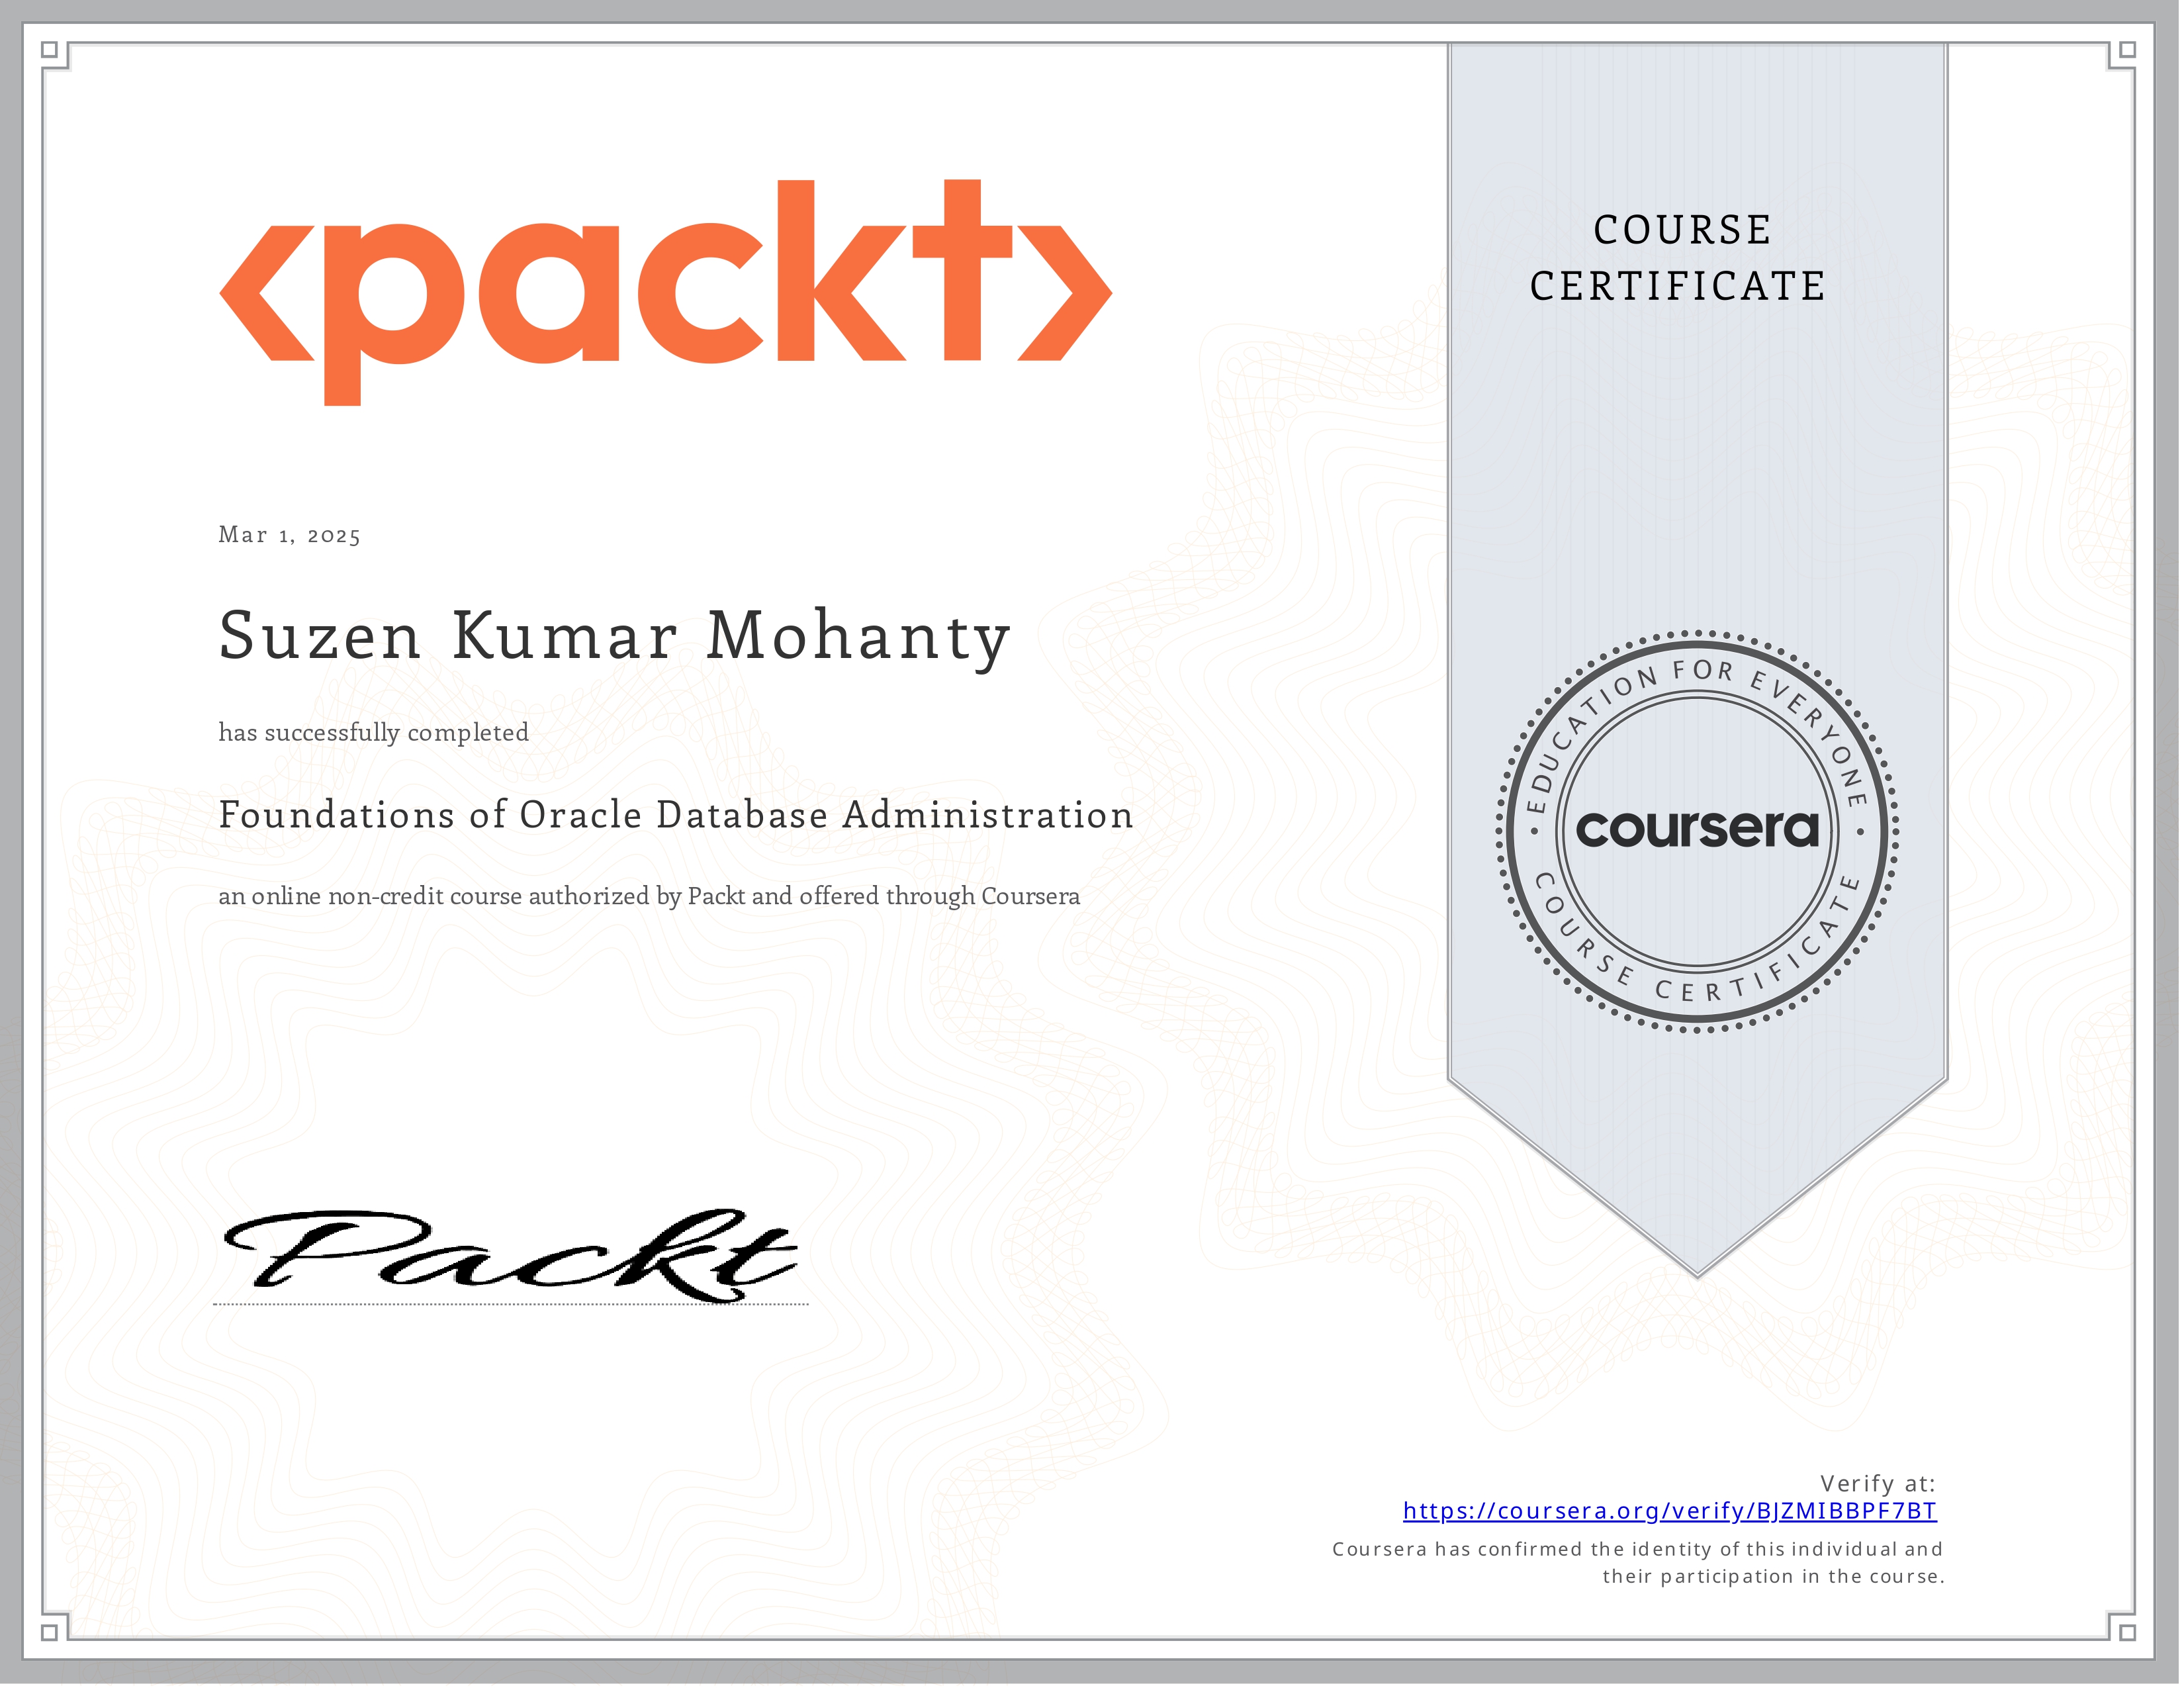 <packt>
COURSE
CERTIFICATE
Mar 1, 2025
Suzen Kumar Mohanty
has successfully completed
Foundations of Oracle Database Administration
an online non-credit course authorized by Packt and offered through Coursera
EDUCATION FOR EVERYONE
coursera
COURSE CERTIFICATE
Packt
Verify at:
https://coursera.org/verify/BJZMIBBPF7BT
Coursera has confirmed the identity of this individual and
their participation in the course.